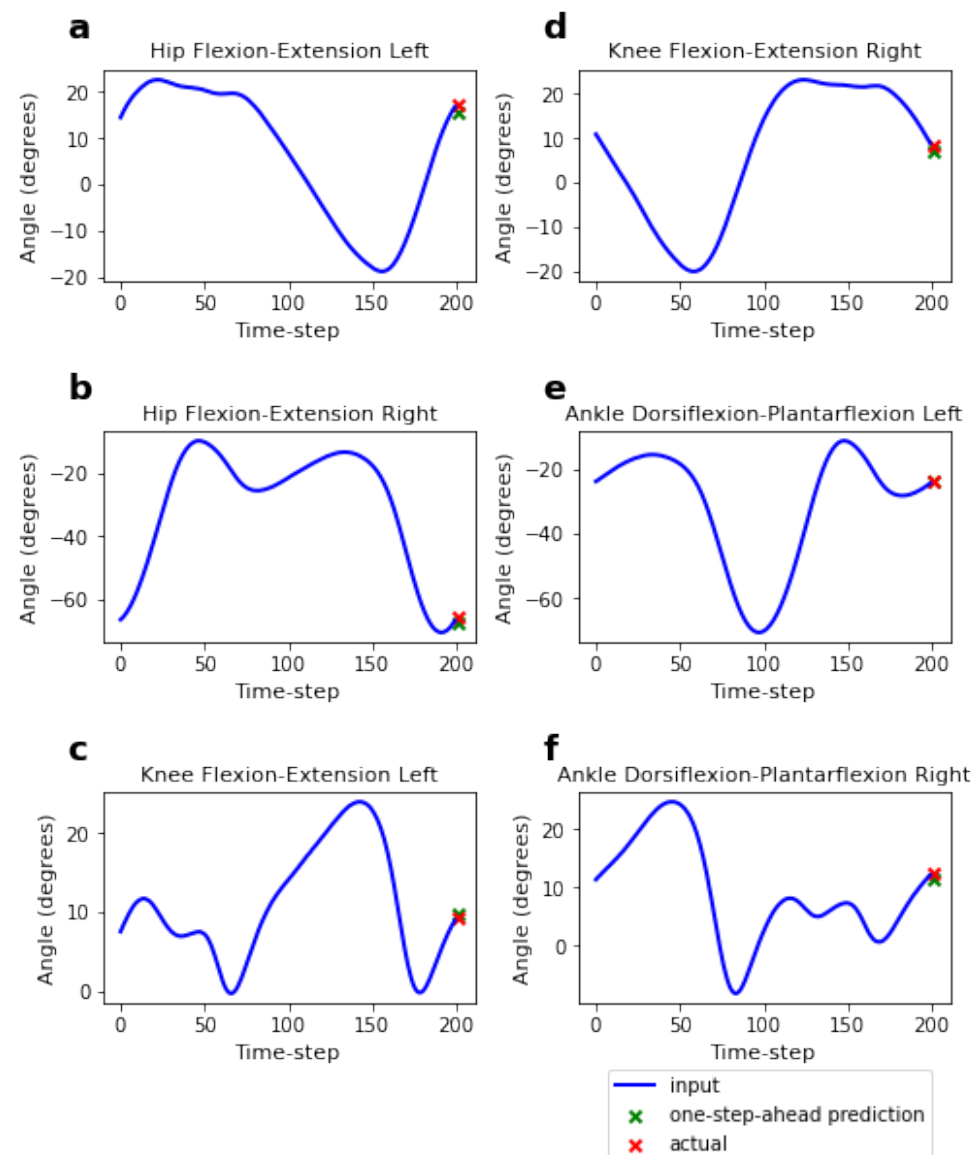 a
Hip Flexion-Extension Left
Angle (degrees)
20
10
0
−10
−20
0 50 100 150 200
Time-step
d
Knee Flexion-Extension Right
Angle (degrees)
20
10
0
−10
−20
0 50 100 150 200
Time-step
b
Hip Flexion-Extension Right
Angle (degrees)
−20
−40
−60
0 50 100 150 200
Time-step
e
Ankle Dorsiflexion-Plantarflexion Left
Angle (degrees)
−20
−40
−60
0 50 100 150 200
Time-step
c
Knee Flexion-Extension Left
Angle (degrees)
20
10
0
0 50 100 150 200
Time-step
f
Ankle Dorsiflexion-Plantarflexion Right
Angle (degrees)
20
10
0
0 50 100 150 200
Time-step
input
one-step-ahead prediction
actual